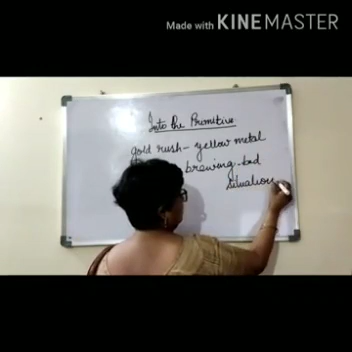 Made with KINEMASTER
Into the Primitive
gold rush - yellow metal
brewing - bad
situation